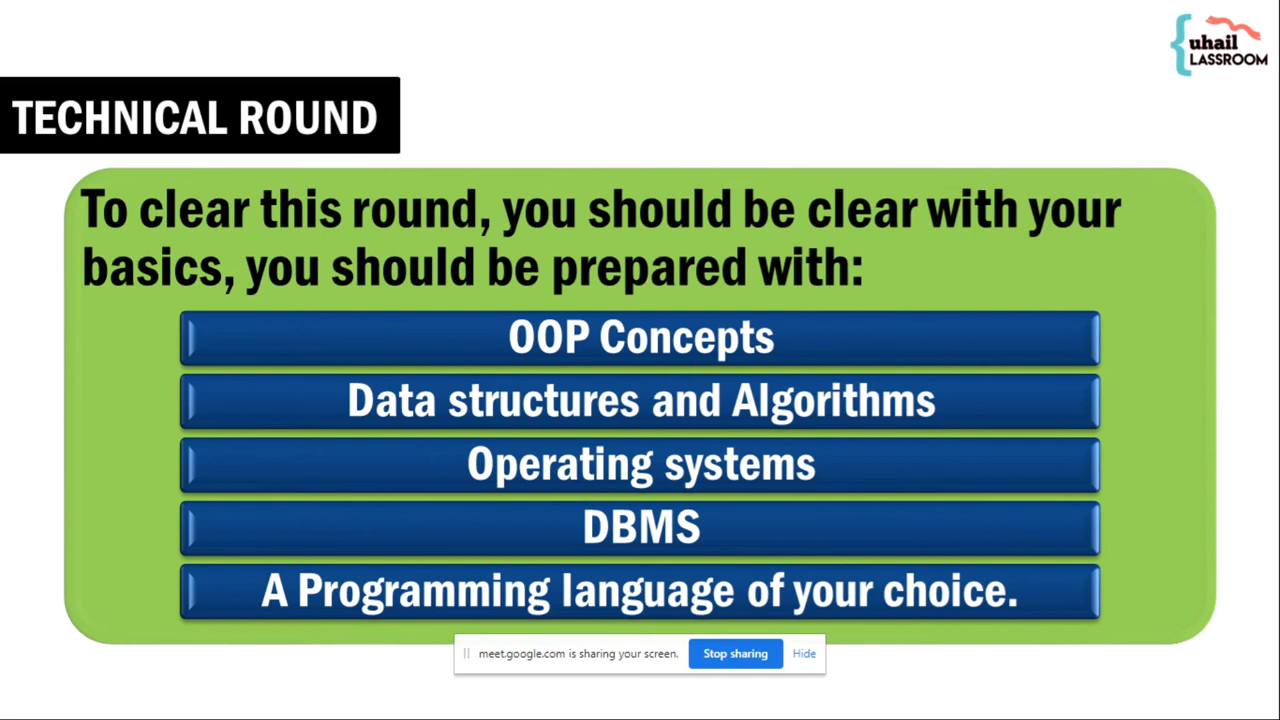 uhail
LASSROOM
TECHNICAL ROUND
To clear this round, you should be clear with your
basics, you should be prepared with:
OOP Concepts
Data structures and Algorithms
Operating systems
DBMS
A Programming language of your choice.
meet.google.com is sharing your screen. Stop sharing Hide